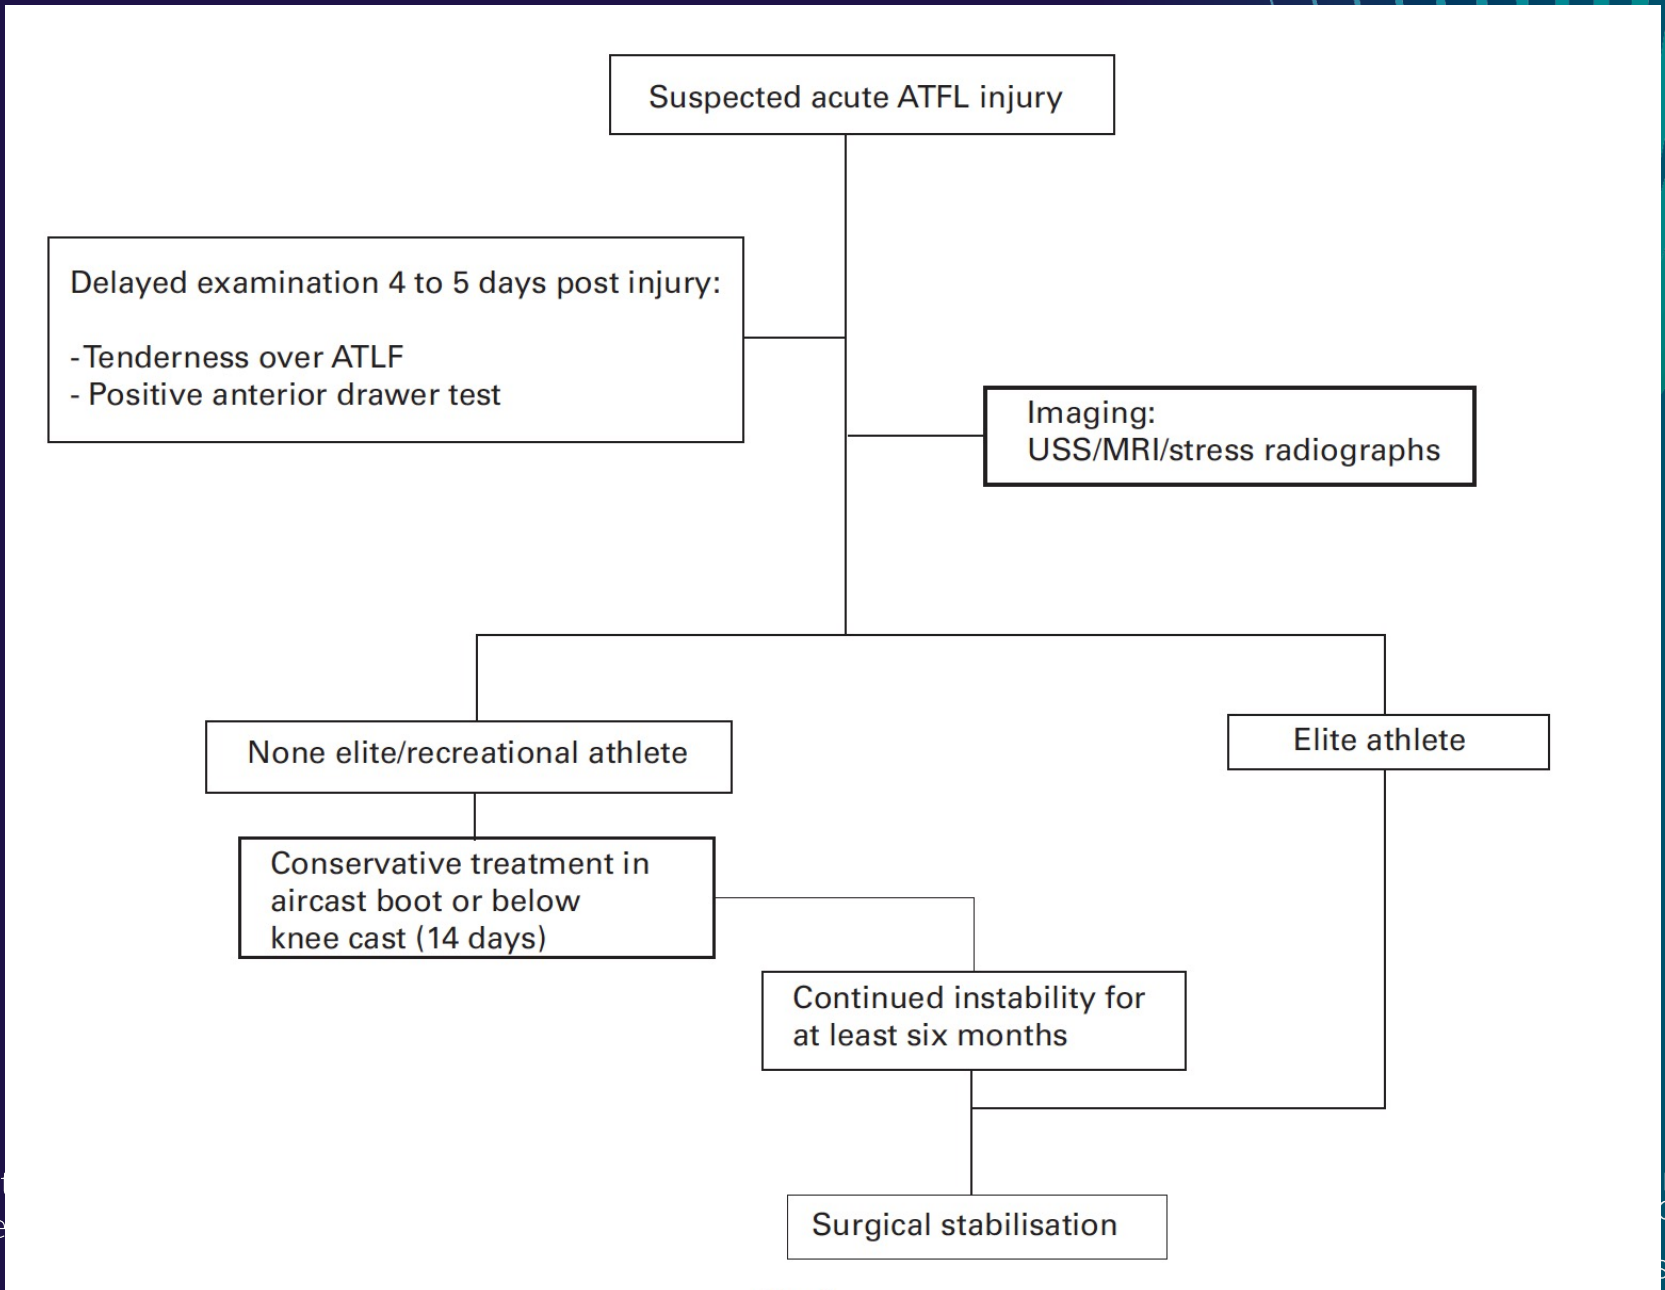 Suspected acute ATFL injury
Delayed examination 4 to 5 days post injury:
- Tenderness over ATLF
- Positive anterior drawer test
Imaging:
USS/MRI/stress radiographs
None elite/recreational athlete
Elite athlete
Conservative treatment in
aircast boot or below
knee cast (14 days)
Continued instability for
at least six months
Surgical stabilisation